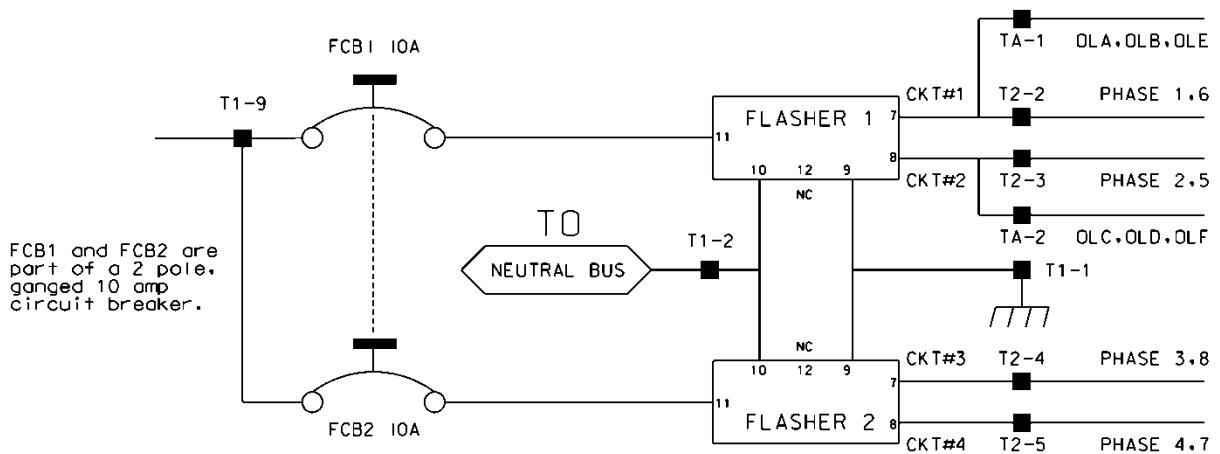 TA-1 OLA,OLB,OLE
FCB1 10A
T1-9
CKT#1 T2-2 PHASE 1,6
FLASHER 1
11
7
8
10 12 9
NC
CKT#2 T2-3 PHASE 2,5
TA-2 OLC,OLD,OLF
TO
NEUTRAL BUS
T1-2
T1-1
FCB1 and FCB2 are
part of a 2 pole,
ganged 10 amp
circuit breaker.
NC
10 12 9
CKT#3 T2-4 PHASE 3,8
7
11
FLASHER 2
8
FCB2 10A
CKT#4 T2-5 PHASE 4,7